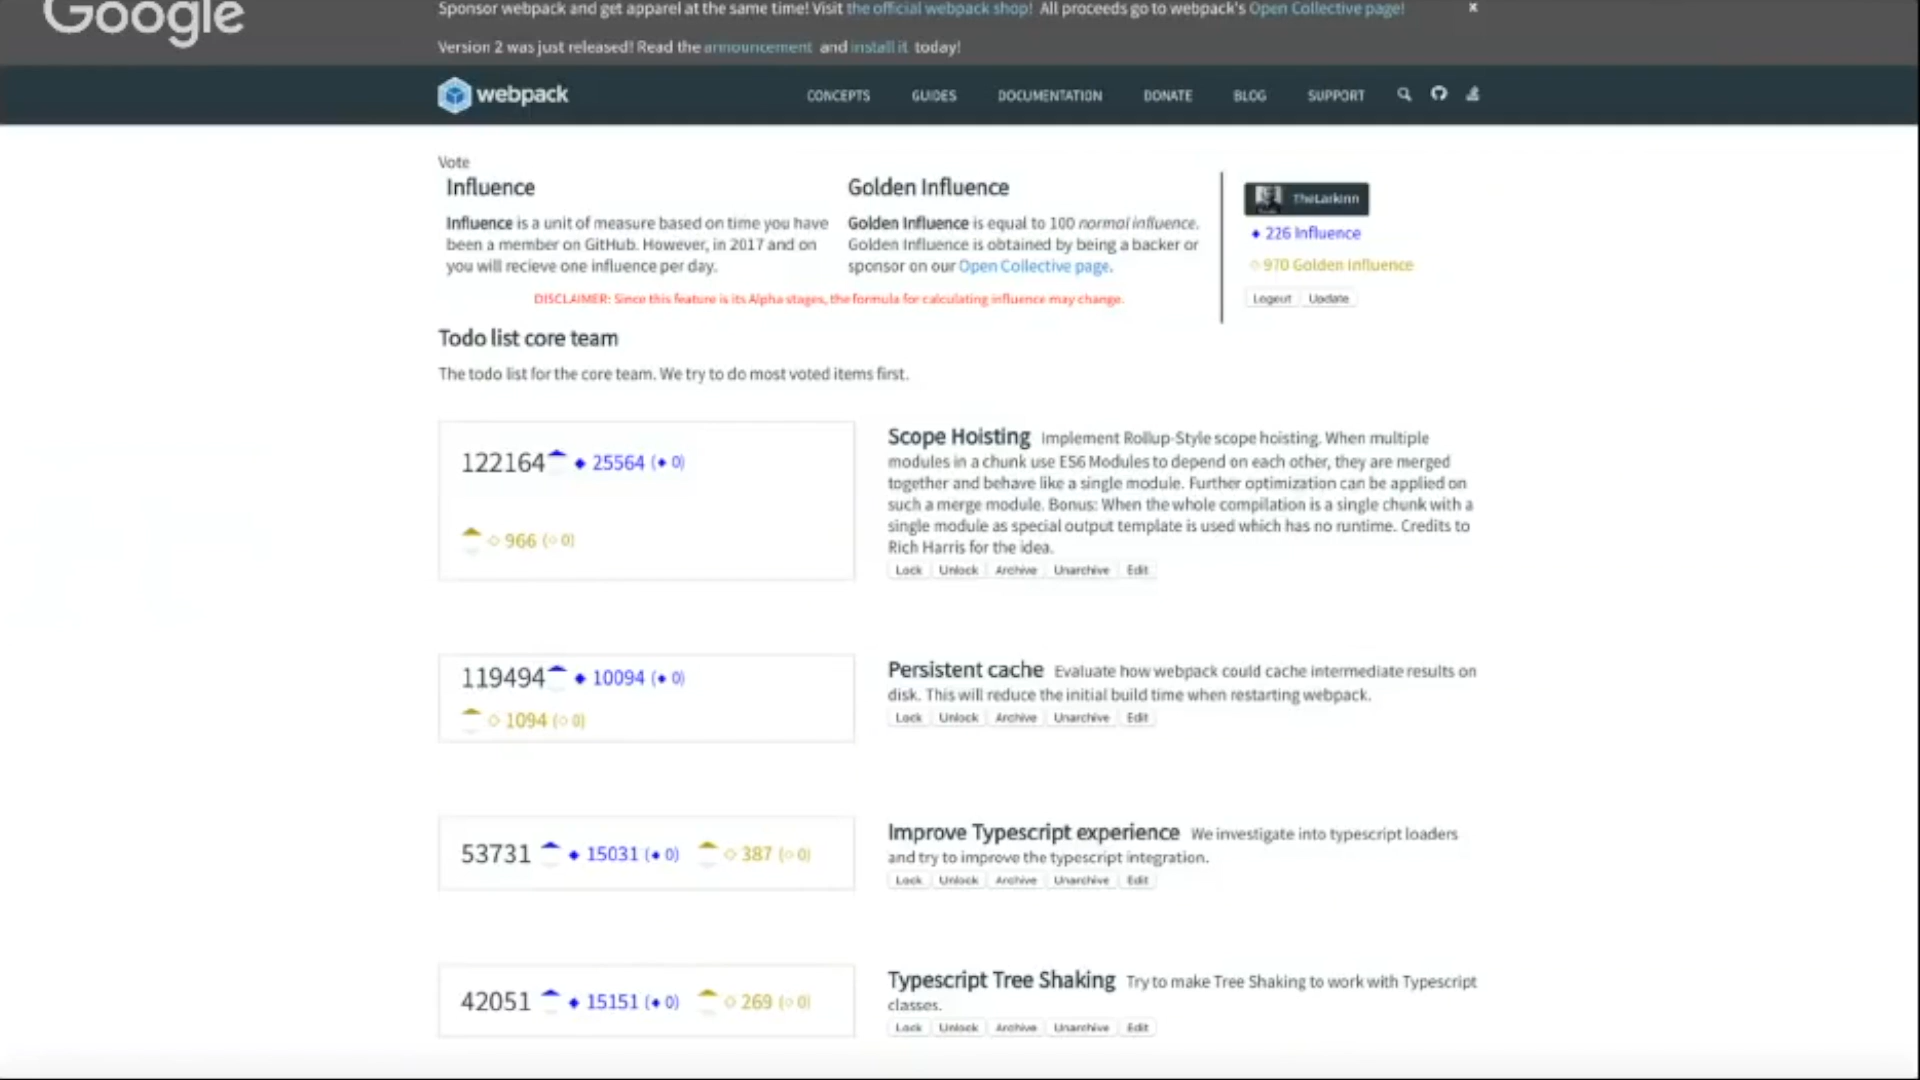 Google
Sponsor webpack and get apparel at the same time! Visit the official webpack shop! All proceeds go to webpack's Open Collective page! x
Version 2 was just released! Read the announcement and install it today!
webpack
CONCEPTS GUIDES DOCUMENTATION DONATE BLOG SUPPORT
Vote
Influence
Influence is a unit of measure based on time you have
been a member on GitHub. However, in 2017 and on
you will recieve one influence per day.
Golden Influence
Golden Influence is equal to 100 normal influence.
Golden Influence is obtained by being a backer or
sponsor on our Open Collective page.
DISCLAIMER: Since this feature is its Alpha stages, the formula for calculating influence may change.
TheLarkInn
226 Influence
970 Golden Influence
Logout Update
Todo list core team
The todo list for the core team. We try to do most voted items first.
122164 25564 (0)
966 (0)
Scope Hoisting Implement Rollup-Style scope hoisting. When multiple
modules in a chunk use ES6 Modules to depend on each other, they are merged
together and behave like a single module. Further optimization can be applied on
such a merge module. Bonus: When the whole compilation is a single chunk with a
single module as special output template is used which has no runtime. Credits to
Rich Harris for the idea.
Lock Unlock Archive Unarchive Edit
119494 10094 (0)
1094 (0)
Persistent cache Evaluate how webpack could cache intermediate results on
disk. This will reduce the initial build time when restarting webpack.
Lock Unlock Archive Unarchive Edit
53731 15031 (0) 387 (0)
Improve Typescript experience We investigate into typescript loaders
and try to improve the typescript integration.
Lock Unlock Archive Unarchive Edit
42051 15151 (0) 269 (0)
Typescript Tree Shaking Try to make Tree Shaking to work with Typescript
classes.
Lock Unlock Archive Unarchive Edit